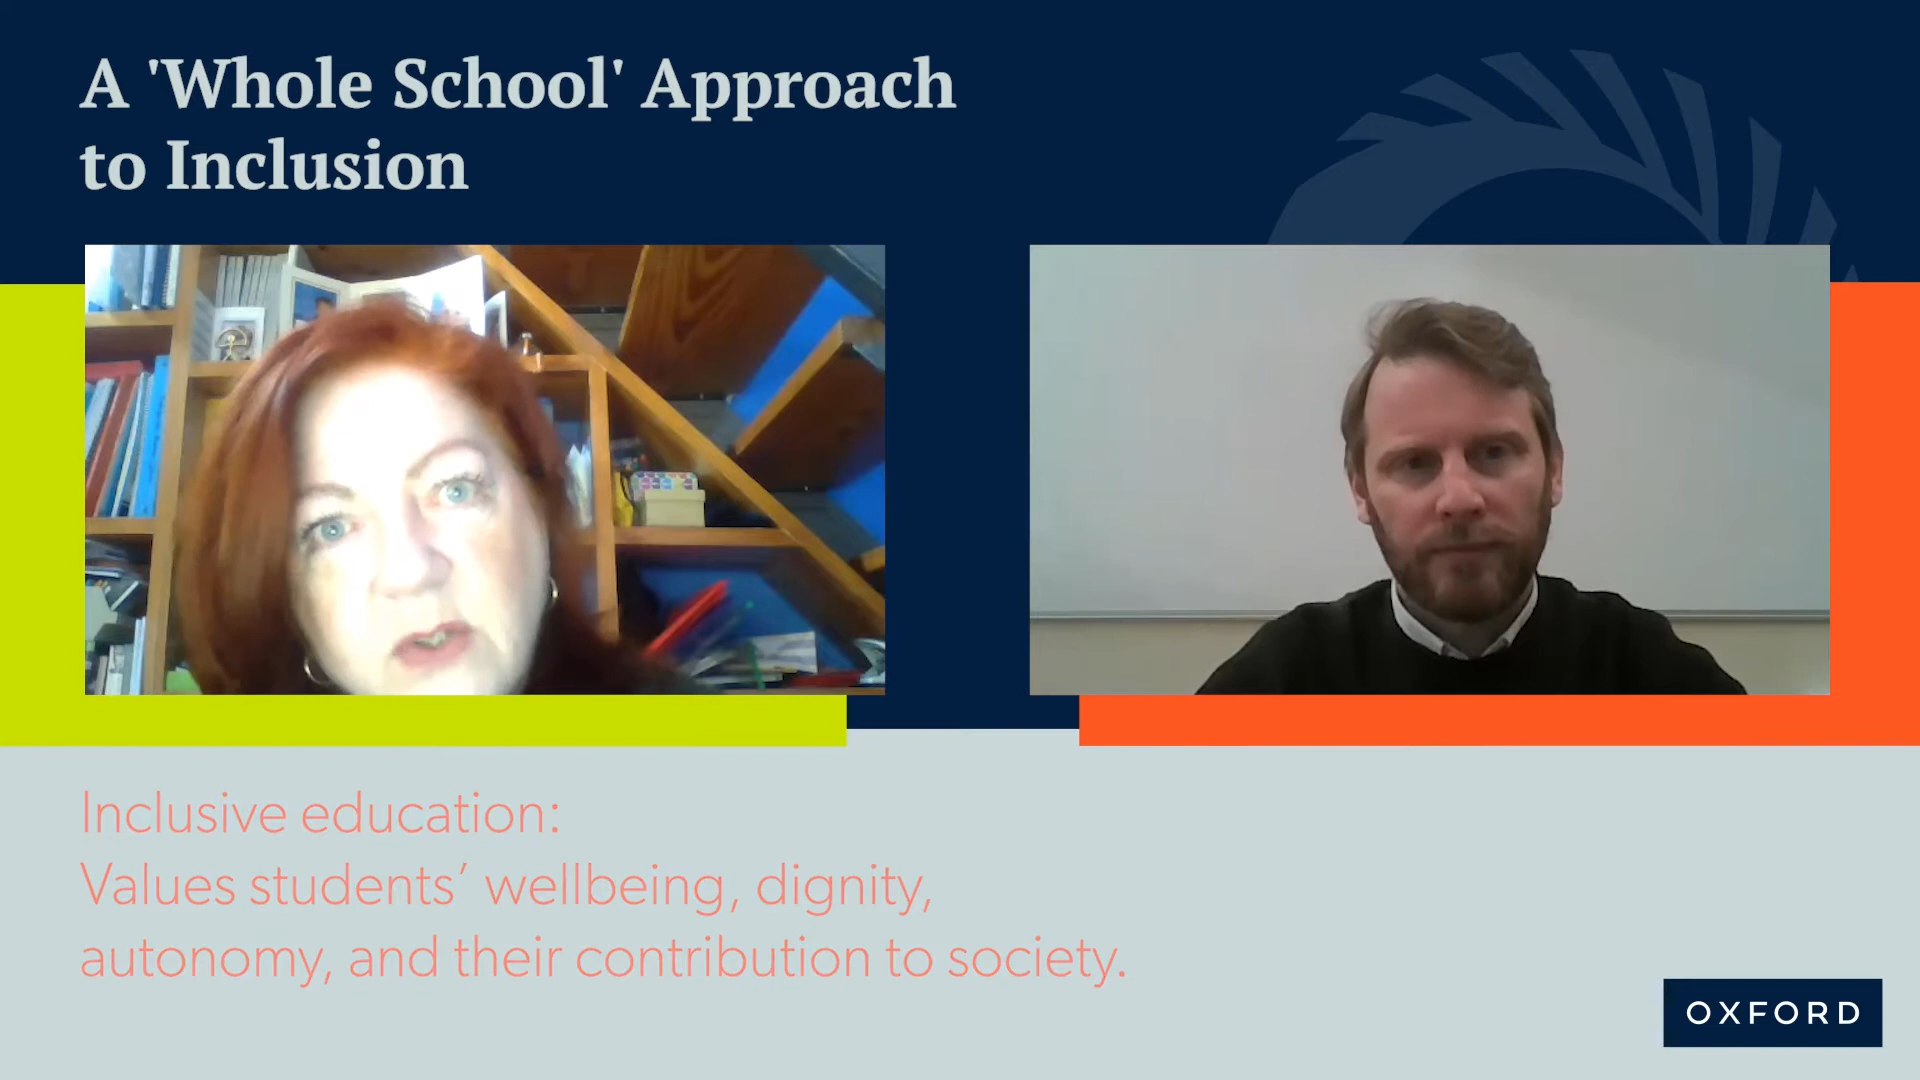 A 'Whole School' Approach
to Inclusion
Inclusive education:
Values students’ wellbeing, dignity,
autonomy, and their contribution to society.
OXFORD